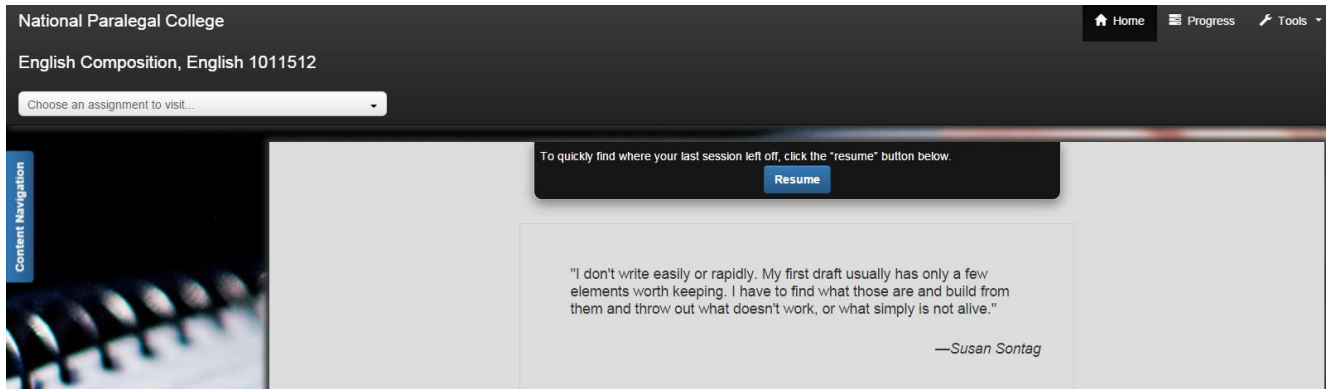 National Paralegal College
Home
Progress
Tools
English Composition, English 1011512
Choose an assignment to visit...
Content Navigation
To quickly find where your last session left off, click the "resume" button below.
Resume
"I don't write easily or rapidly. My first draft usually has only a few
elements worth keeping. I have to find what those are and build from
them and throw out what doesn't work, or what simply is not alive."
—Susan Sontag